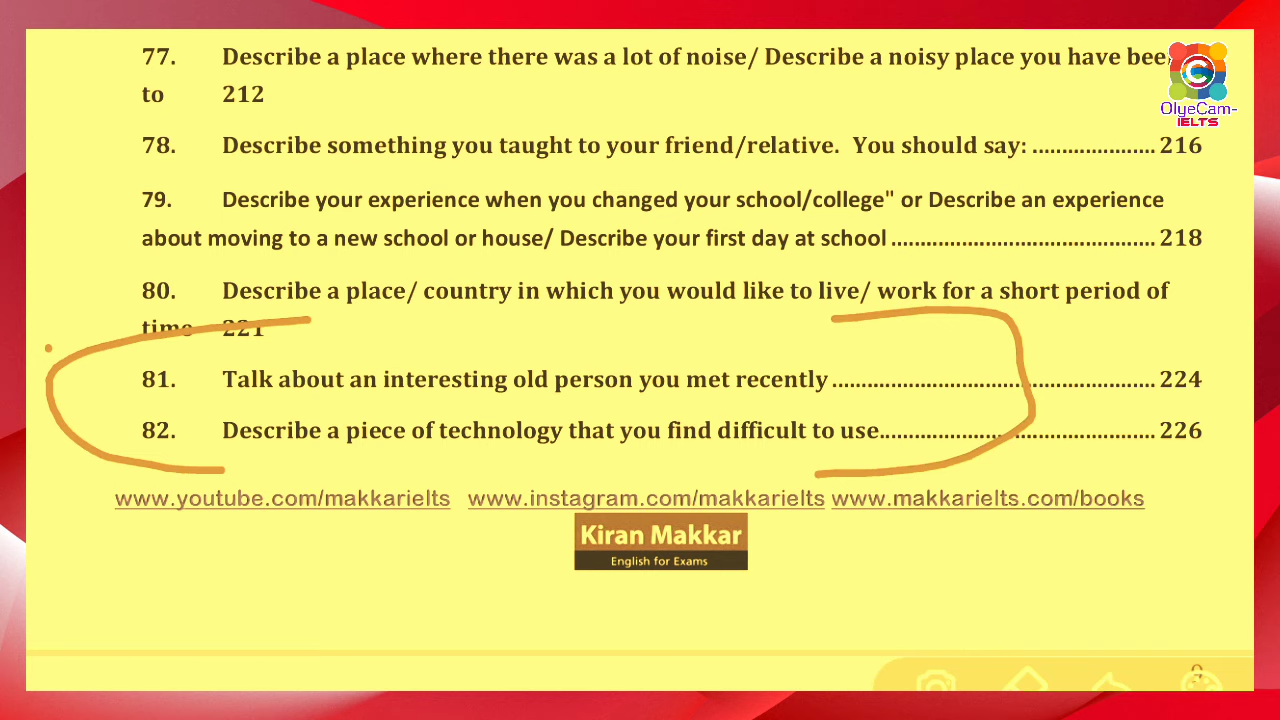 77. Describe a place where there was a lot of noise/ Describe a noisy place you have bee
to 212
OlyeCam-
IELTS
78. Describe something you taught to your friend/relative. You should say: ..................... 216
79. Describe your experience when you changed your school/college" or Describe an experience
about moving to a new school or house/ Describe your first day at school ............................................. 218
80. Describe a place/ country in which you would like to live/ work for a short period of
time 221
81. Talk about an interesting old person you met recently ...................................................... 224
82. Describe a piece of technology that you find difficult to use.............................................. 226
www.youtube.com/makkarielts www.instagram.com/makkarielts www.makkarielts.com/books
Kiran Makkar
English for Exams